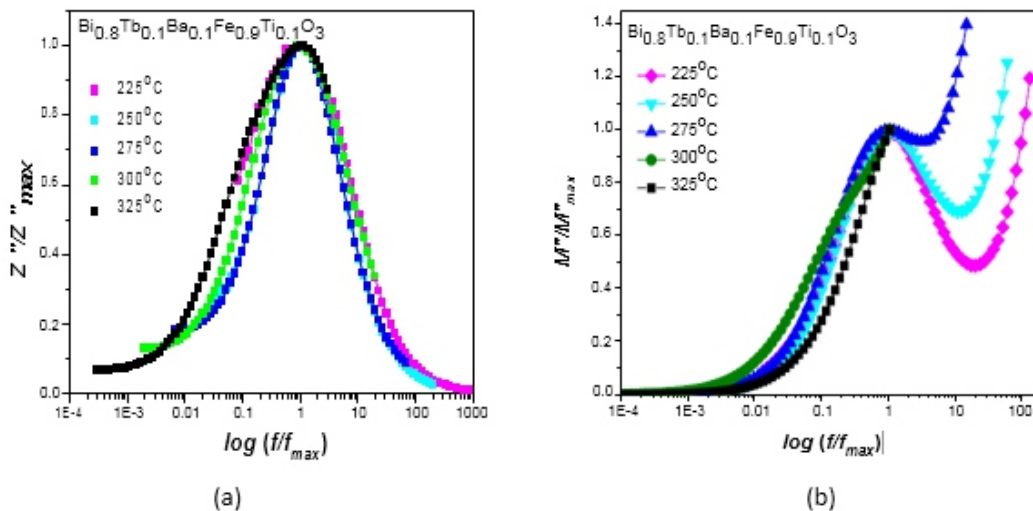 Bi0.8Tb0.1Ba0.1Fe0.9Ti0.1O3
225°C
250°C
275°C
300°C
325°C
Z''/Z''max
1.0
0.8
0.6
0.4
0.2
0.0
1E-4
1E-3
0.01
0.1
1
10
100
1000
log (f/fmax)
(a)
Bi0.8Tb0.1Ba0.1Fe0.9Ti0.1O3
225°C
250°C
275°C
300°C
325°C
M''/M''max
1.4
1.2
1.0
0.8
0.6
0.4
0.2
0.0
1E-4
1E-3
0.01
0.1
1
10
100
log (f/fmax)
(b)